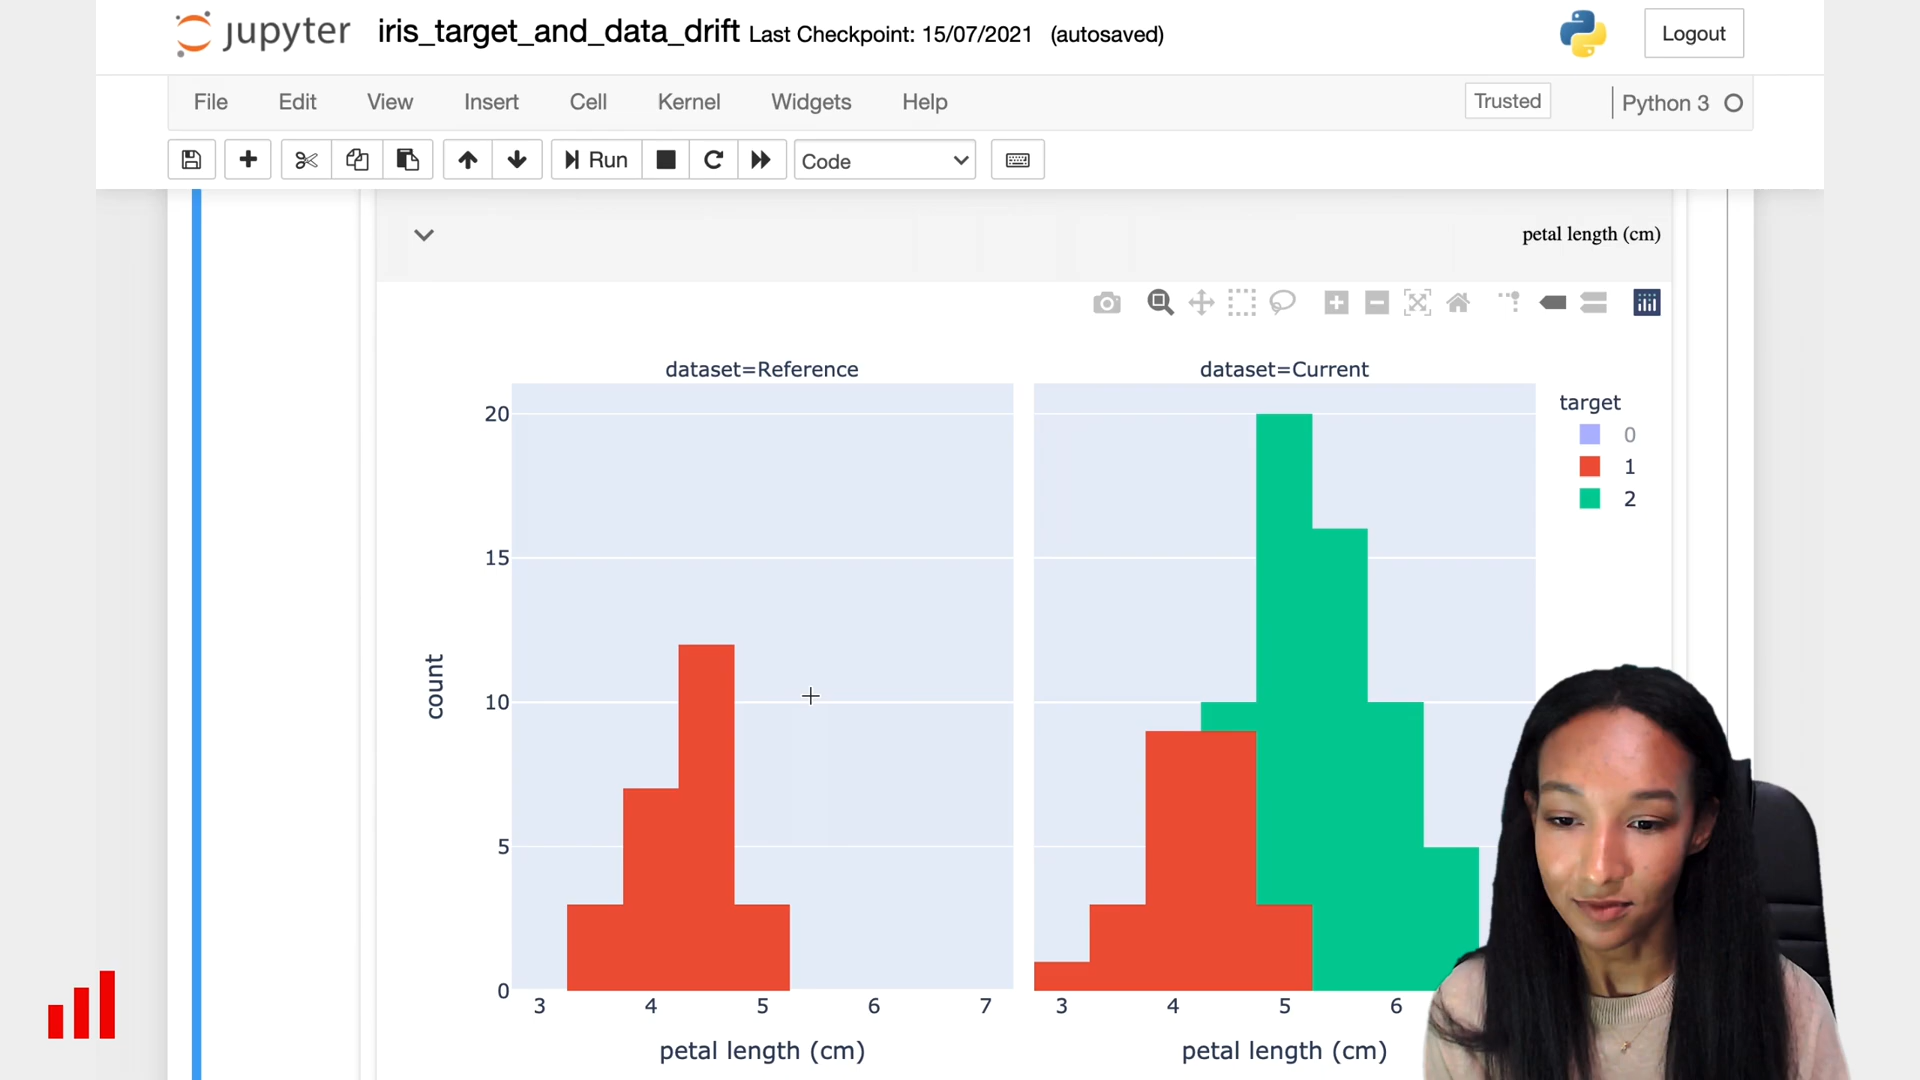 jupyter iris_target_and_data_drift Last Checkpoint: 15/07/2021 (autosaved) Logout
File Edit View Insert Cell Kernel Widgets Help Trusted Python 3
Run Code
petal length (cm)
dataset=Reference dataset=Current
target
0
1
2
20
15
10
5
0
count
3 4 5 6 7 3 4 5 6
petal length (cm) petal length (cm)